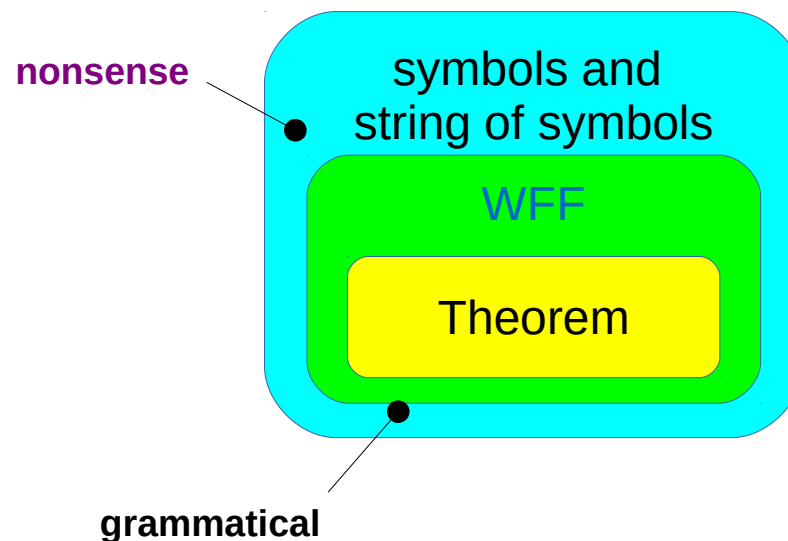 nonsense
symbols and
string of symbols
WFF
Theorem
grammatical